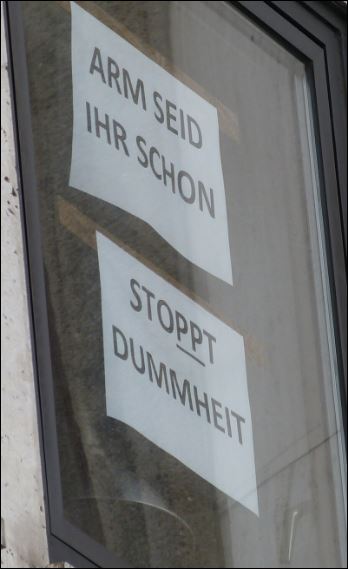 ARM SEID
IHR SCHON
STOPPT
DUMMHEIT